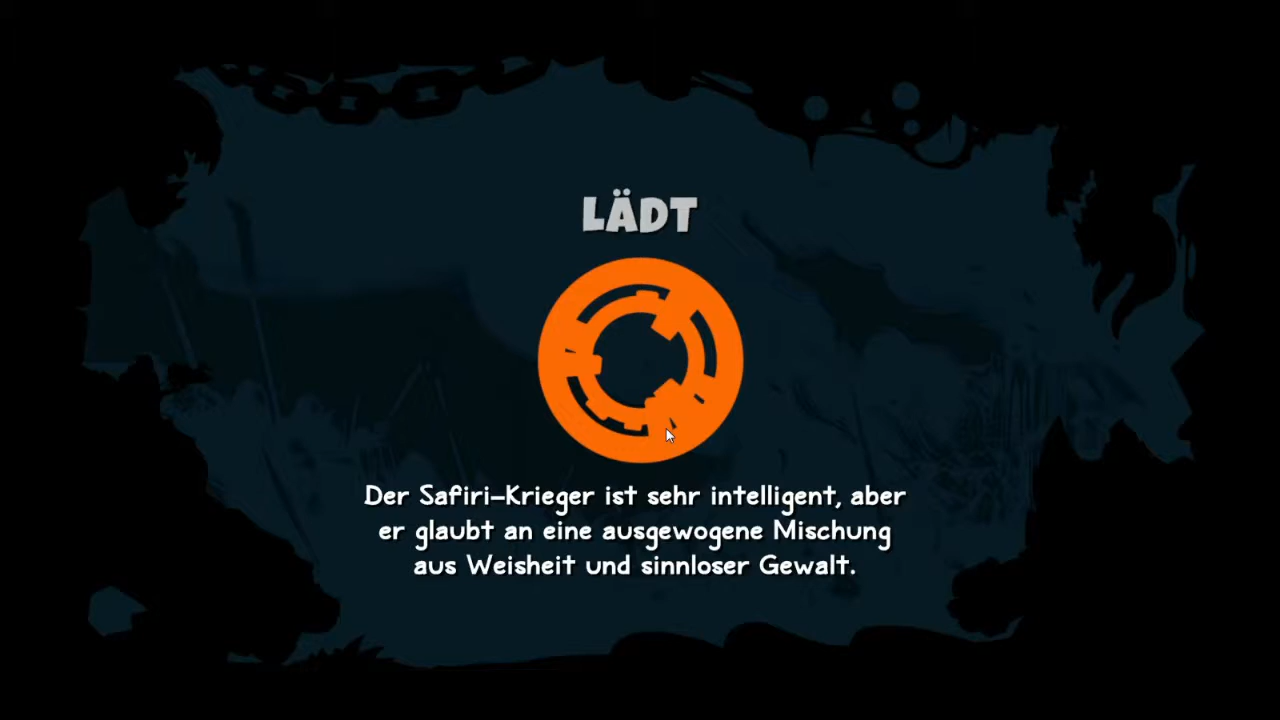 LÄDT
Der Safiri-Krieger ist sehr intelligent, aber
er glaubt an eine ausgewogene Mischung
aus Weisheit und sinnloser Gewalt.